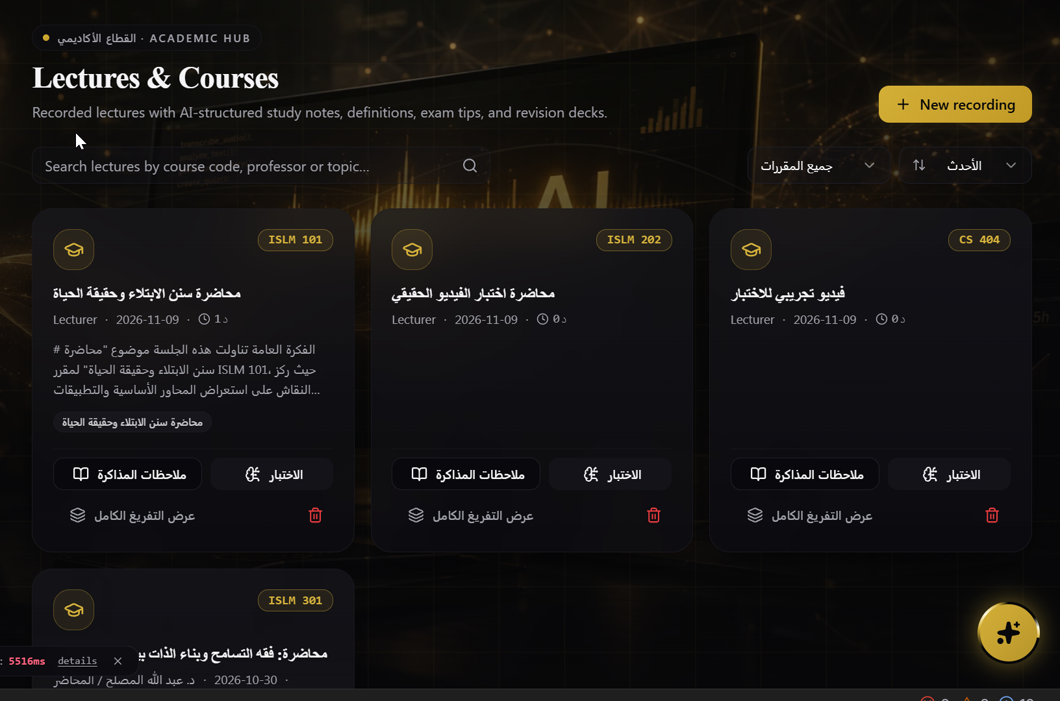 القطاع الأكاديمي · ACADEMIC HUB
Lectures & Courses
Recorded lectures with AI-structured study notes, definitions, exam tips, and revision decks.
+ New recording
Search lectures by course code, professor or topic...
جميع المقررات
الأحدث
AI
ISLM 101
محاضرة سنن الابتلاء وحقيقة الحياة
Lecturer · 2026-11-09 · 1د
# الفكرة العامة تناولت هذه الجلسة موضوع "محاضرة
سنن الابتلاء وحقيقة الحياة" لمقرر ISLM 101، حيث ركز
النقاش على استعراض المحاور الأساسية والتطبيقات...
محاضرة سنن الابتلاء وحقيقة الحياة
ملاحظات المذاكرة
الاختبار
عرض التفريغ الكامل
ISLM 202
محاضرة اختبار الفيديو الحقيقي
Lecturer · 2026-11-09 · 0د
ملاحظات المذاكرة
الاختبار
عرض التفريغ الكامل
CS 404
فيديو تجريبي للاختبار
Lecturer · 2026-11-09 · 0د
ملاحظات المذاكرة
الاختبار
عرض التفريغ الكامل
ISLM 301
محاضرة: فقه التسامح وبناء الذات
د. عبد الله المصلح / المحاضر · 2026-10-30 ·
: 5516ms details